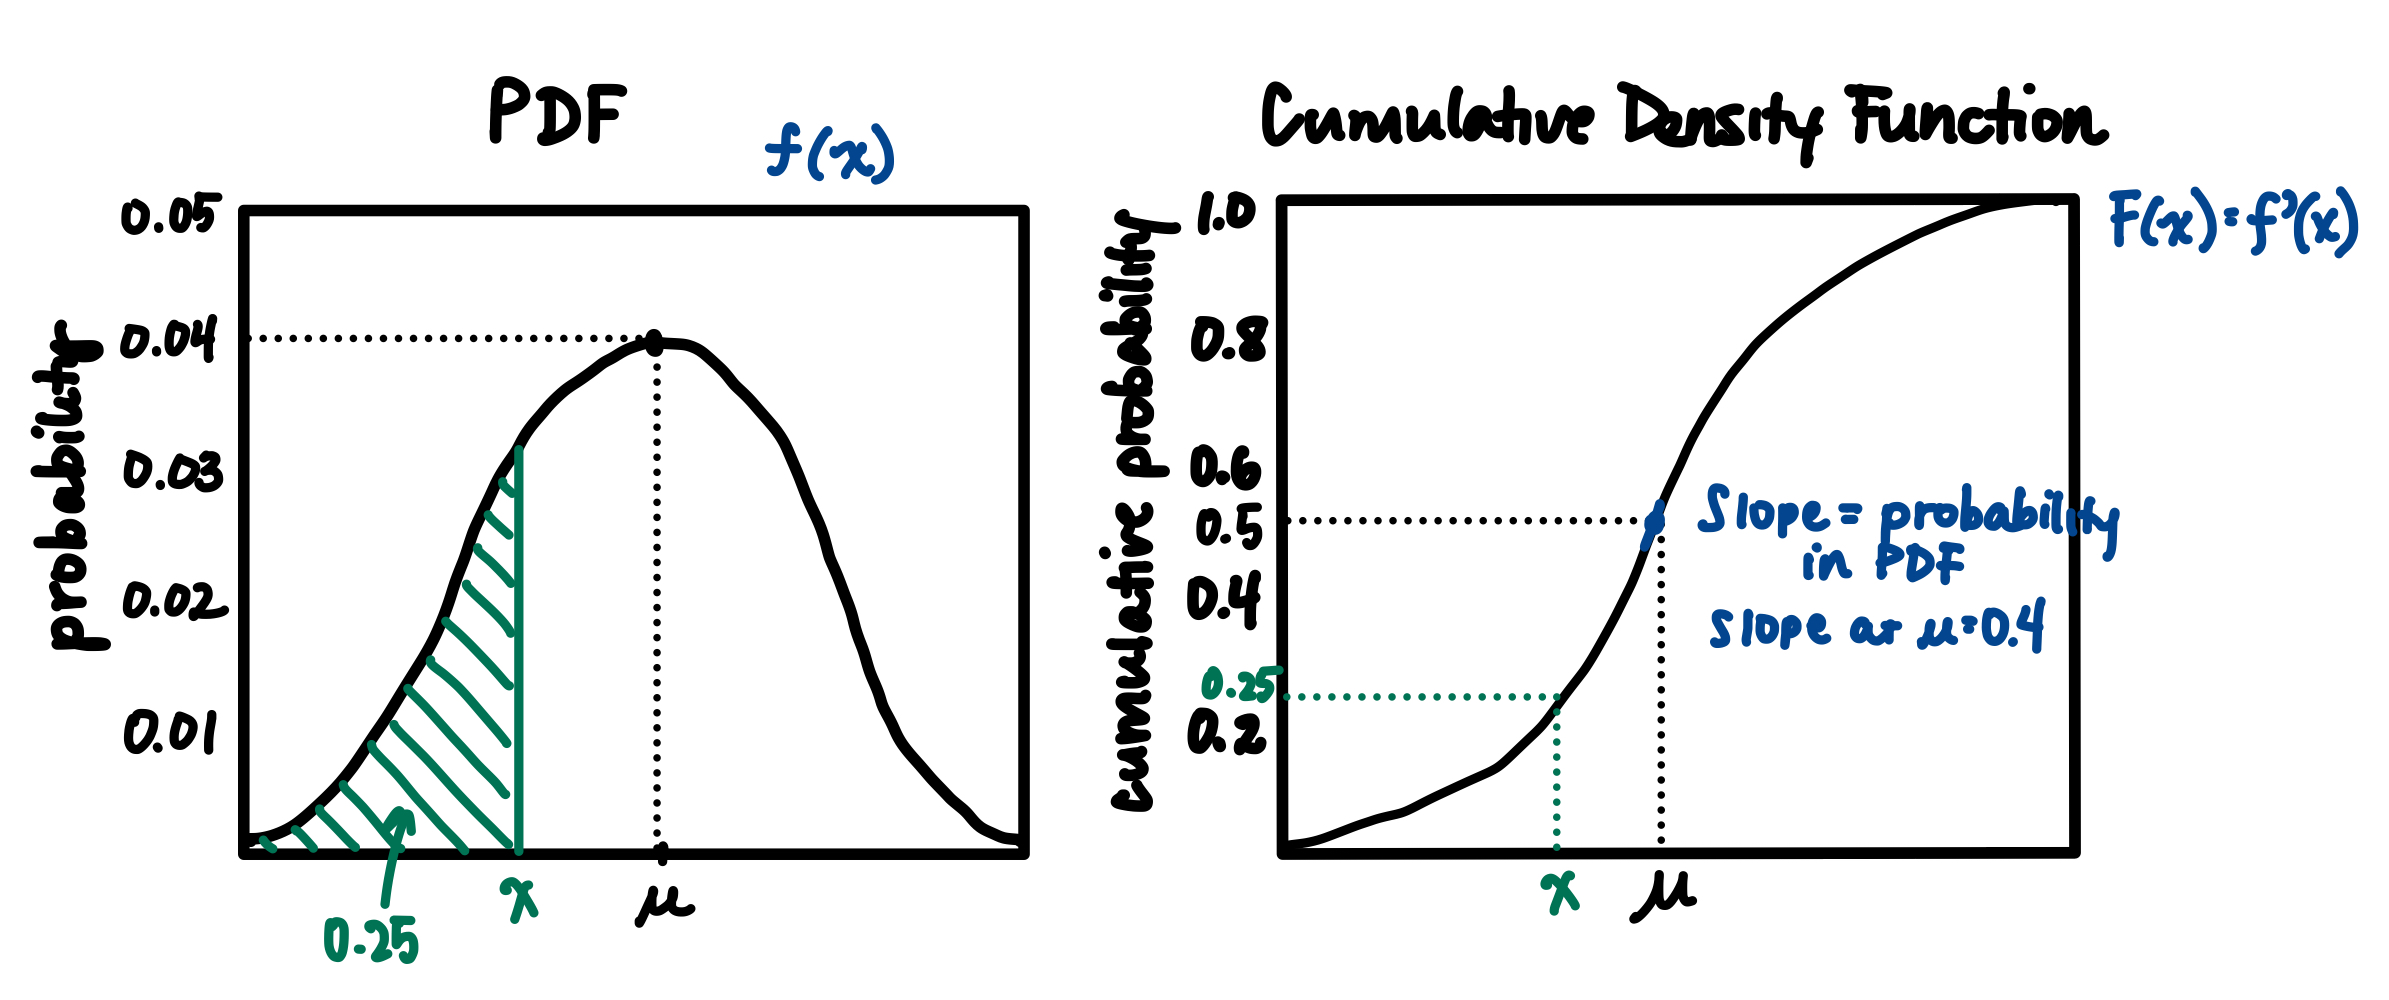 PDF
f(x)
0.05
0.04
0.03
0.02
0.01
probability
x
μ
0.25
Cumulative Density Function
F(x)=f'(x)
1.0
0.8
0.6
0.5
0.4
0.25
0.2
cumulative probability
Slope = probability
in PDF
Slope at μ=0.4
x
μ